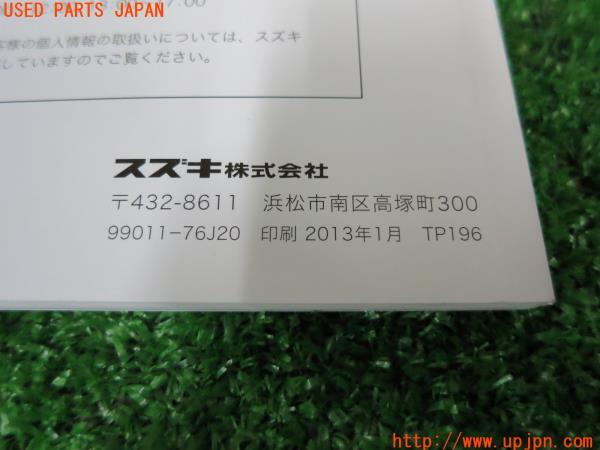 USED PARTS JAPAN
7:00
客様の個人情報の取扱いについては、スズキ
していますのでご覧ください。
スズキ株式会社
〒432-8611 浜松市南区高塚町300
99011-76J20 印刷 2013年1月 TP196
http://www.upjpn.com/